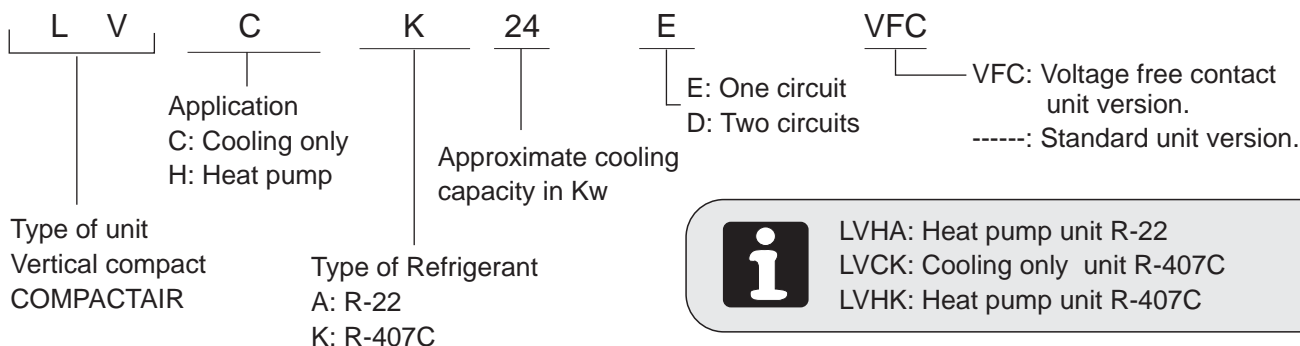 L V C K 24 E VFC
Application
C: Cooling only
H: Heat pump
E: One circuit
D: Two circuits
VFC: Voltage free contact
unit version.
------: Standard unit version.
Approximate cooling
capacity in Kw
Type of unit
Vertical compact
COMPACTAIR
Type of Refrigerant
A: R-22
K: R-407C
i
LVHA: Heat pump unit R-22
LVCK: Cooling only unit R-407C
LVHK: Heat pump unit R-407C